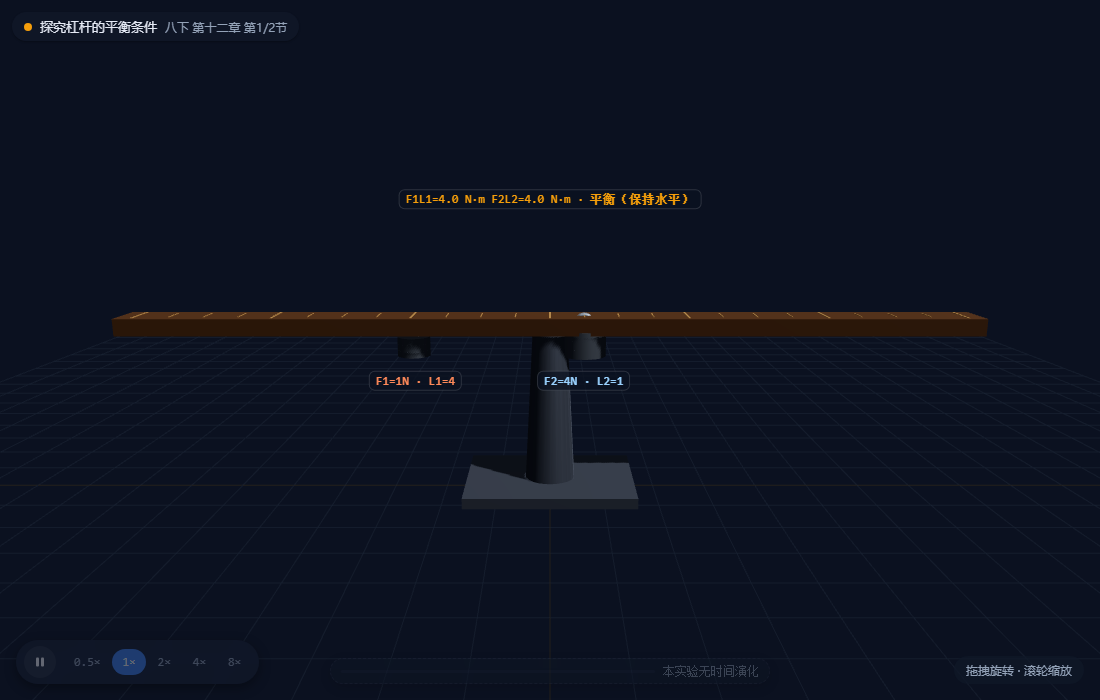 探究杠杆的平衡条件 八下 第十二章 第1/2节
F1L1=4.0 N·m F2L2=4.0 N·m · 平衡（保持水平）
F1=1N · L1=4
F2=4N · L2=1
0.5× 1× 2× 4× 8×
本实验无时间演化
拖拽旋转 · 滚轮缩放